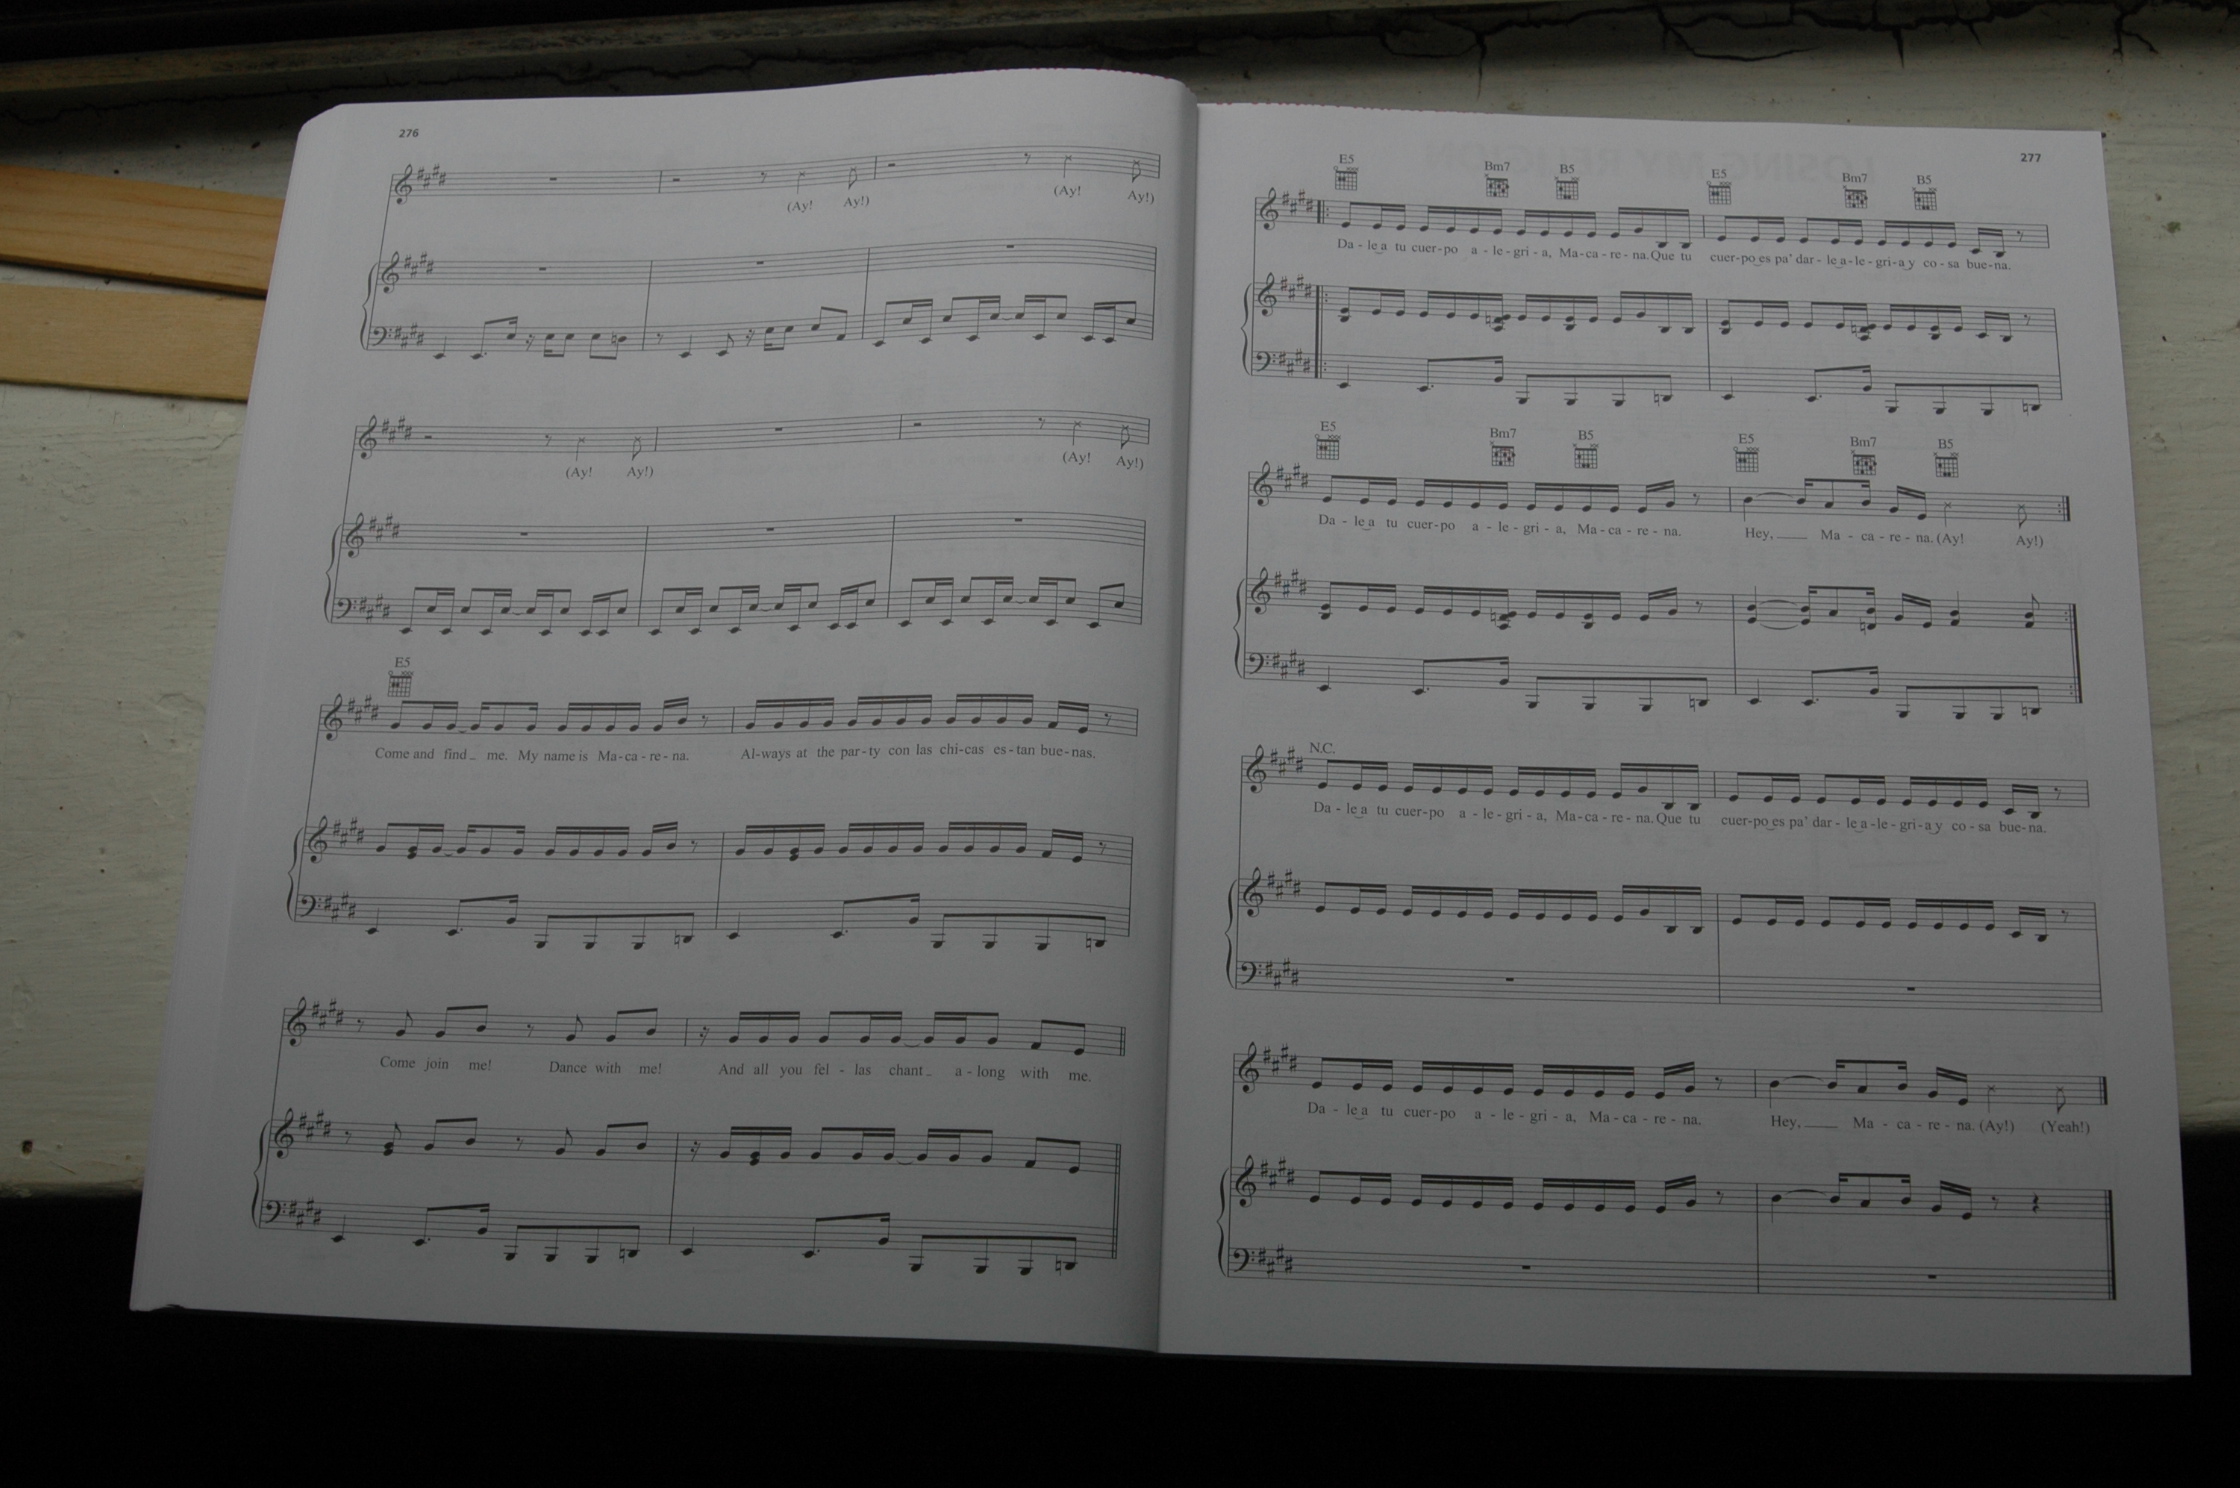 276
(Ay! Ay!) (Ay! Ay!)
(Ay! Ay!) (Ay! Ay!)
E5
Come and find_ me. My name is Ma-ca-re-na. Al-ways at the par-ty con las chi-cas es-tan bue-nas.
Come join me! Dance with me! And all you fel-las chant_ a-long with me.
277
E5 Bm7 B5 E5 Bm7 B5
Da-le a tu cuer-po a-le-gri-a, Ma-ca-re-na. Que tu cuer-po es pa' dar-le a-le-gri-a y co-sa bue-na.
E5 Bm7 B5 E5 Bm7 B5
Da-le a tu cuer-po a-le-gri-a, Ma-ca-re-na. Hey,____ Ma-ca-re-na. (Ay! Ay!)
N.C.
Da-le a tu cuer-po a-le-gri-a, Ma-ca-re-na. Que tu cuer-po es pa' dar-le a-le-gri-a y co-sa bue-na.
Da-le a tu cuer-po a-le-gri-a, Ma-ca-re-na. Hey,____ Ma-ca-re-na. (Ay!) (Yeah!)
LOSING MY RELIGION